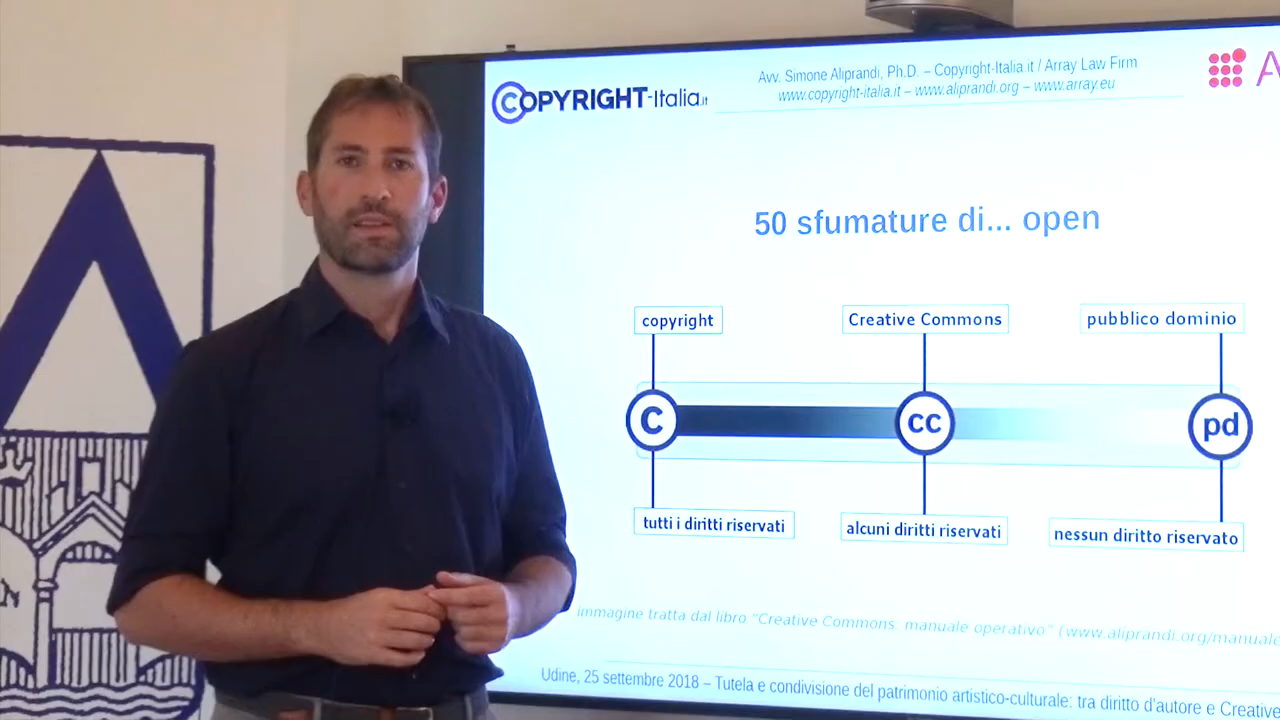 COPYRIGHT-Italia.it
Avv. Simone Aliprandi, Ph.D. – Copyright-Italia.it / Array Law Firm
www.copyright-italia.it – www.aliprandi.org – www.array.eu
50 sfumature di... open
copyright
Creative Commons
pubblico dominio
C
cc
pd
tutti i diritti riservati
alcuni diritti riservati
nessun diritto riservato
immagine tratta dal libro "Creative Commons: manuale operativo" (www.aliprandi.org/manuale
Udine, 25 settembre 2018 – Tutela e condivisione del patrimonio artistico-culturale: tra diritto d'autore e Creative